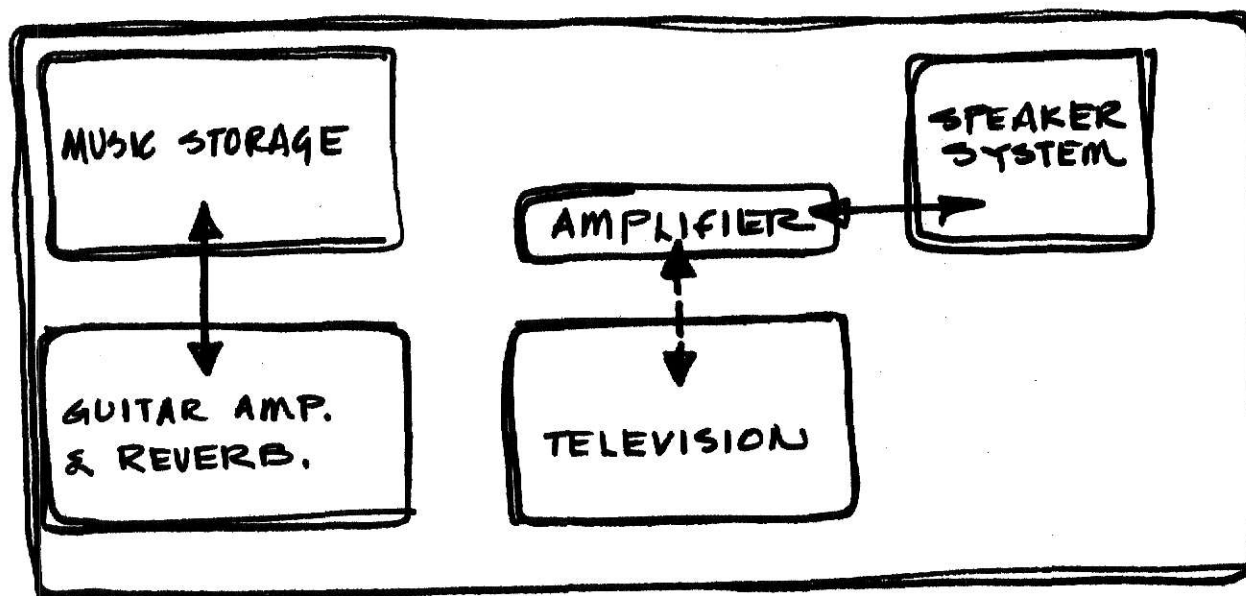 MUSIC STORAGE
SPEAKER
SYSTEM
AMPLIFIER
GUITAR AMP.
& REVERB.
TELEVISION